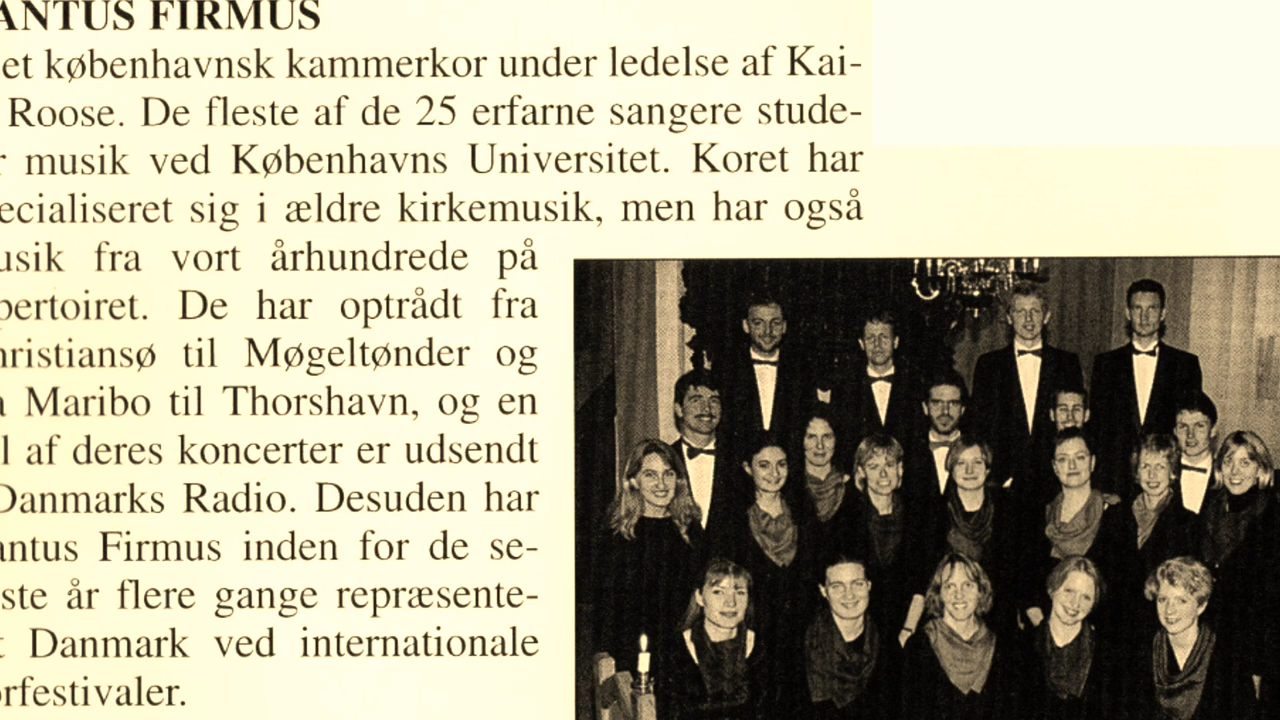 ANTUS FIRMUS
et københavnsk kammerkor under ledelse af Kai-
Roose. De fleste af de 25 erfarne sangere stude-
r musik ved Københavns Universitet. Koret har
ecialiseret sig i ældre kirkemusik, men har også
usik fra vort århundrede på
pertoiret. De har optrådt fra
hristiansø til Møgeltønder og
a Maribo til Thorshavn, og en
l af deres koncerter er udsendt
Danmarks Radio. Desuden har
antus Firmus inden for de se-
ste år flere gange repræsente-
t Danmark ved internationale
orfestivaler.